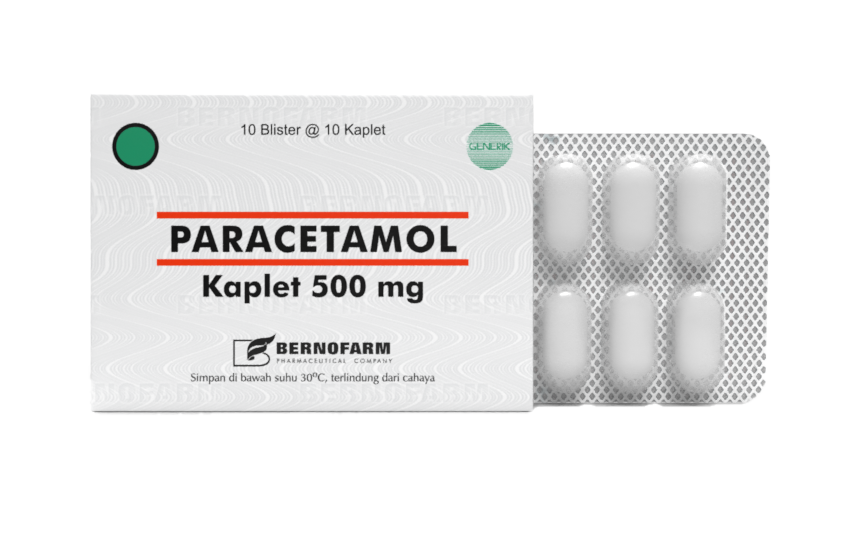 10 Blister @ 10 Kaplet
GENERIK
PARACETAMOL
Kaplet 500 mg
BERNOFARM
PHARMACEUTICAL COMPANY
Simpan di bawah suhu 30°C, terlindung dari cahaya